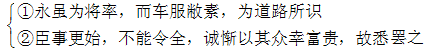 ①永虽为将率，而车服敝素，为道路所识
②臣事更始，不能令全，诚惭以其众幸富贵，故悉罢之